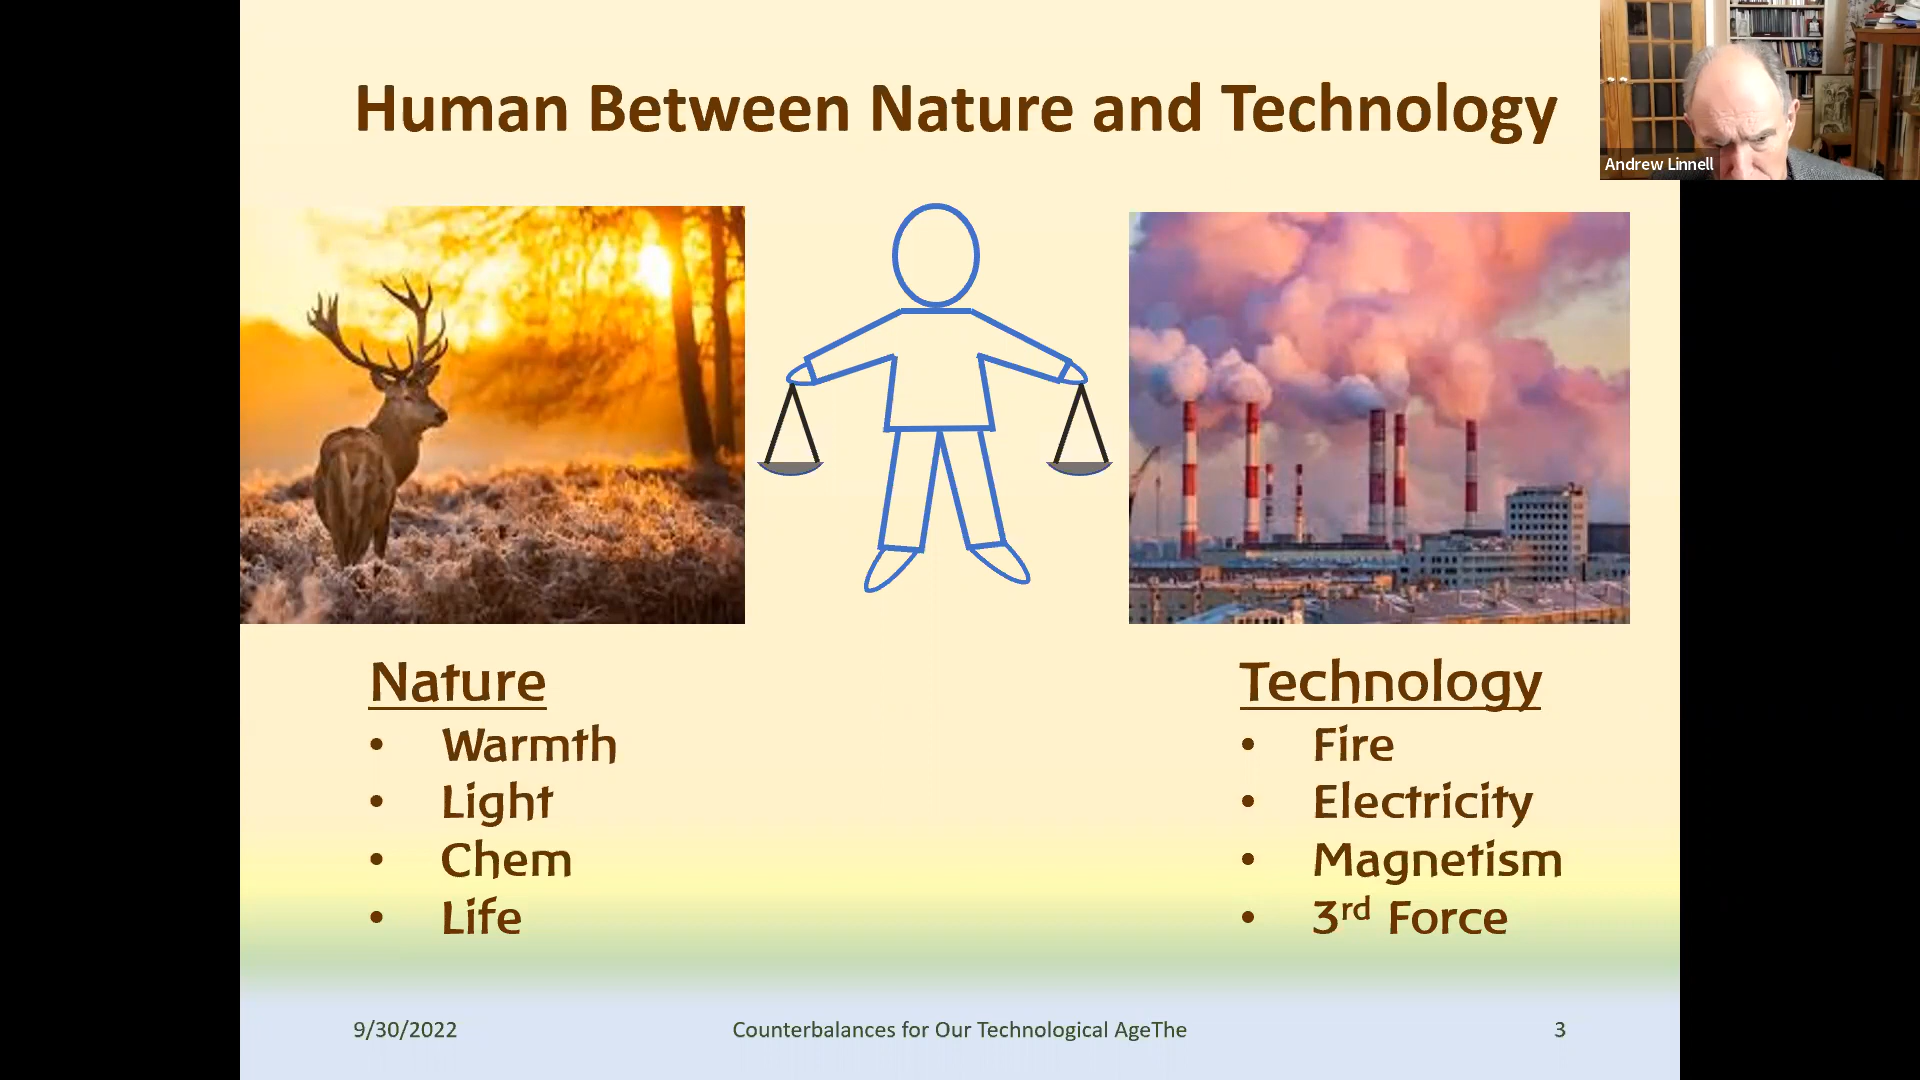 Human Between Nature and Technology
Andrew Linnell
Nature
• Warmth
• Light
• Chem
• Life
Technology
• Fire
• Electricity
• Magnetism
• 3rd Force
9/30/2022
Counterbalances for Our Technological AgeThe
3